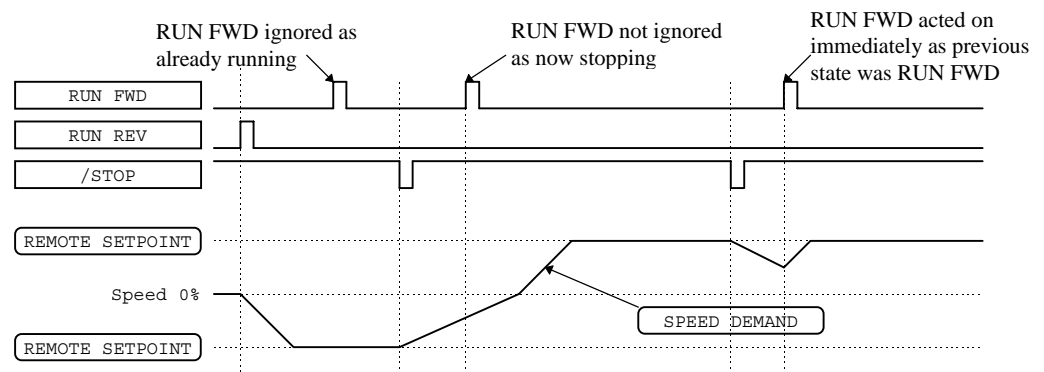 RUN FWD ignored as
already running
RUN FWD not ignored
as now stopping
RUN FWD acted on
immediately as previous
state was RUN FWD
RUN FWD
RUN REV
/STOP
REMOTE SETPOINT
Speed 0%
SPEED DEMAND
REMOTE SETPOINT